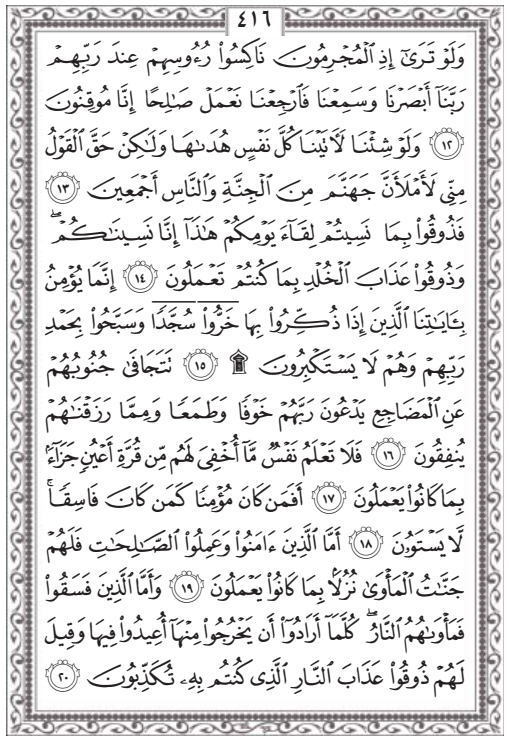 ٤١٦
وَلَوْ تَرَىٰٓ إِذِ ٱلْمُجْرِمُونَ نَاكِسُوا۟ رُءُوسِهِمْ عِندَ رَبِّهِمْ
رَبَّنَآ أَبْصَرْنَا وَسَمِعْنَا فَٱرْجِعْنَا نَعْمَلْ صَٰلِحًا إِنَّا مُوقِنُونَ
١٢ وَلَوْ شِئْنَا لَءَاتَيْنَا كُلَّ نَفْسٍ هُدَىٰهَا وَلَٰكِنْ حَقَّ ٱلْقَوْلُ
مِنِّى لَأَمْلَأَنَّ جَهَنَّمَ مِنَ ٱلْجِنَّةِ وَٱلنَّاسِ أَجْمَعِينَ ١٣
فَذُوقُوا۟ بِمَا نَسِيتُمْ لِقَآءَ يَوْمِكُمْ هَٰذَآ إِنَّا نَسِينَٰكُمْ ۖ
وَذُوقُوا۟ عَذَابَ ٱلْخُلْدِ بِمَا كُنتُمْ تَعْمَلُونَ ١٤ إِنَّمَا يُؤْمِنُ
بِـَٔايَٰتِنَا ٱلَّذِينَ إِذَا ذُكِّرُوا۟ بِهَا خَرُّوا۟ سُجَّدًا وَسَبَّحُوا۟ بِحَمْدِ
رَبِّهِمْ وَهُمْ لَا يَسْتَكْبِرُونَ ۩ ١٥ تَتَجَافَىٰ جُنُوبُهُمْ
عَنِ ٱلْمَضَاجِعِ يَدْعُونَ رَبَّهُمْ خَوْفًا وَطَمَعًا وَمِمَّا رَزَقْنَٰهُمْ
يُنفِقُونَ ١٦ فَلَا تَعْلَمُ نَفْسٌ مَّآ أُخْفِىَ لَهُم مِّن قُرَّةِ أَعْيُنٍ جَزَآءًۢ
بِمَا كَانُوا۟ يَعْمَلُونَ ١٧ أَفَمَن كَانَ مُؤْمِنًا كَمَن كَانَ فَاسِقًا ۚ
لَّا يَسْتَوُۥنَ ١٨ أَمَّا ٱلَّذِينَ ءَامَنُوا۟ وَعَمِلُوا۟ ٱلصَّٰلِحَٰتِ فَلَهُمْ
جَنَّٰتُ ٱلْمَأْوَىٰ نُزُلًۢا بِمَا كَانُوا۟ يَعْمَلُونَ ١٩ وَأَمَّا ٱلَّذِينَ فَسَقُوا۟
فَمَأْوَىٰهُمُ ٱلنَّارُ ۖ كُلَّمَآ أَرَادُوٓا۟ أَن يَخْرُجُوا۟ مِنْهَآ أُعِيدُوا۟ فِيهَا وَقِيلَ
لَهُمْ ذُوقُوا۟ عَذَابَ ٱلنَّارِ ٱلَّذِى كُنتُم بِهِۦ تُكَذِّبُونَ ٢٠